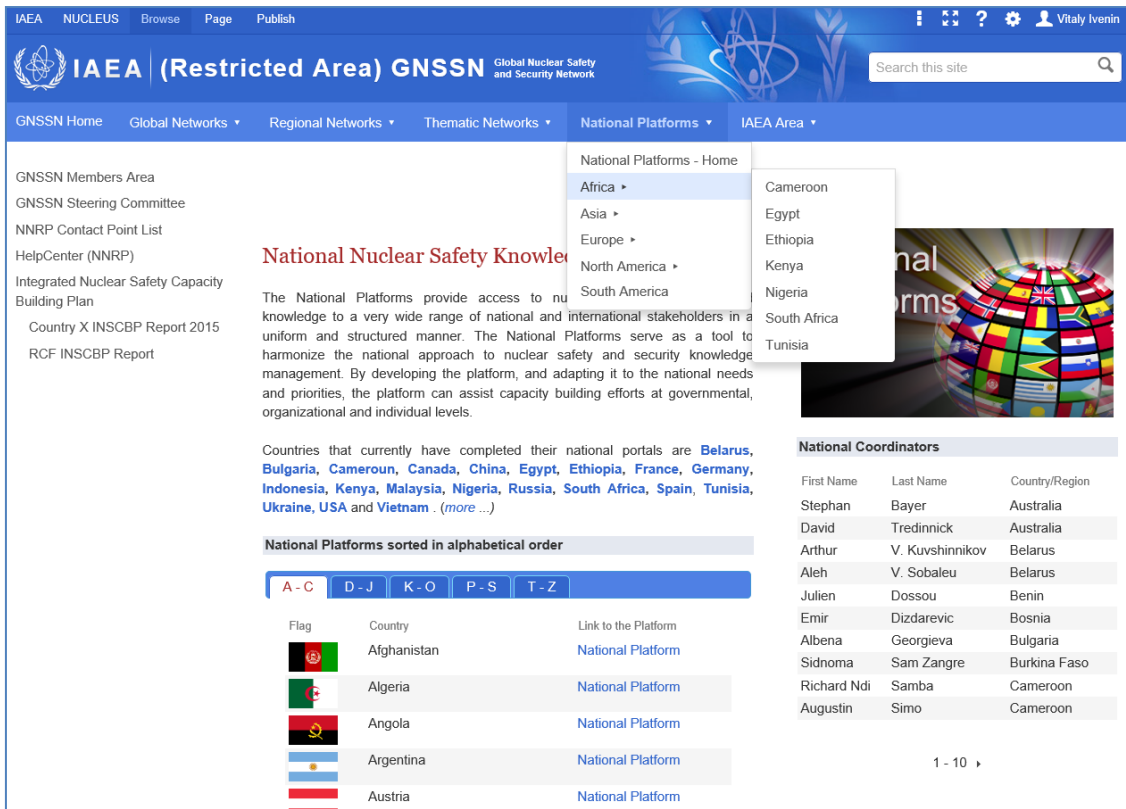 IAEA NUCLEUS Browse Page Publish
Vitaly Ivenin
IAEA (Restricted Area) GNSSN Global Nuclear Safety
and Security Network
Search this site
GNSSN Home Global Networks Regional Networks Thematic Networks National Platforms IAEA Area
National Platforms - Home
Africa
Asia
Europe
North America
South America
Cameroon
Egypt
Ethiopia
Kenya
Nigeria
South Africa
Tunisia
GNSSN Members Area
GNSSN Steering Committee
NNRP Contact Point List
HelpCenter (NNRP)
Integrated Nuclear Safety Capacity
Building Plan
Country X INSCBP Report 2015
RCF INSCBP Report
National Nuclear Safety Knowle
The National Platforms provide access to nu
knowledge to a very wide range of national and international stakeholders in a
uniform and structured manner. The National Platforms serve as a tool to
harmonize the national approach to nuclear safety and security knowledge
management. By developing the platform, and adapting it to the national needs
and priorities, the platform can assist capacity building efforts at governmental,
organizational and individual levels.
Countries that currently have completed their national portals are Belarus,
Bulgaria, Cameroun, Canada, China, Egypt, Ethiopia, France, Germany,
Indonesia, Kenya, Malaysia, Nigeria, Russia, South Africa, Spain, Tunisia,
Ukraine, USA and Vietnam . (more ...)
National Platforms sorted in alphabetical order
A - C D - J K - O P - S T - Z
Flag Country Link to the Platform
Afghanistan National Platform
Algeria National Platform
Angola National Platform
Argentina National Platform
Austria National Platform
nal
rms
National Coordinators
First Name Last Name Country/Region
Stephan Bayer Australia
David Tredinnick Australia
Arthur V. Kuvshinnikov Belarus
Aleh V. Sobaleu Belarus
Julien Dossou Benin
Emir Dizdarevic Bosnia
Albena Georgieva Bulgaria
Sidnoma Sam Zangre Burkina Faso
Richard Ndi Samba Cameroon
Augustin Simo Cameroon
1 - 10